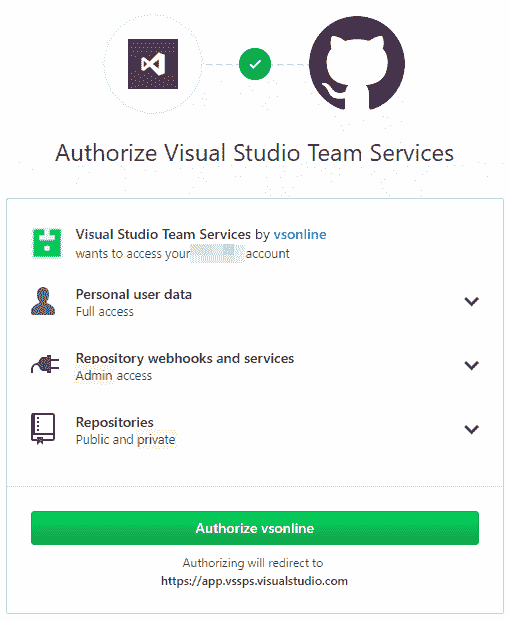 Authorize Visual Studio Team Services
Visual Studio Team Services by vsonline
wants to access your account
Personal user data
Full access
Repository webhooks and services
Admin access
Repositories
Public and private
Authorize vsonline
Authorizing will redirect to
https://app.vssps.visualstudio.com